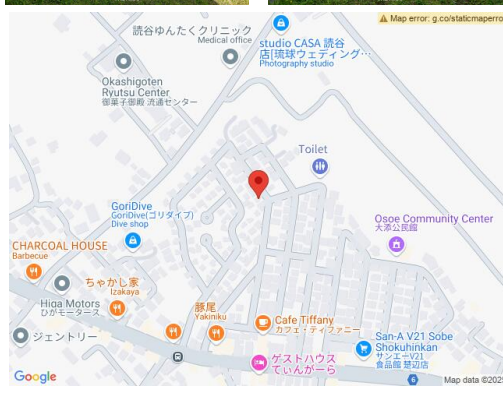 Map error: g.co/staticmaperro
読谷ゆんたくクリニック
Medical office
studio CASA 読谷
店[琉球ウェディング…
Photography studio
Okashigoten
Ryutsu Center
御菓子御殿 流通センター
Toilet
GoriDive
GoriDive(ゴリダイブ)
Dive shop
Osoe Community Center
大添公民館
CHARCOAL HOUSE
Barbecue
ちゃかし家
Izakaya
Higa Motors
ひがモータース
豚尾
Yakiniku
Cafe Tiffany
カフェ・ティファニー
ジェントリー
San-A V21 Sobe
Shokuhinkan
サンエーV21
食品館 楚辺店
ゲストハウス
てぃんがーら
6
Google
Map data ©202